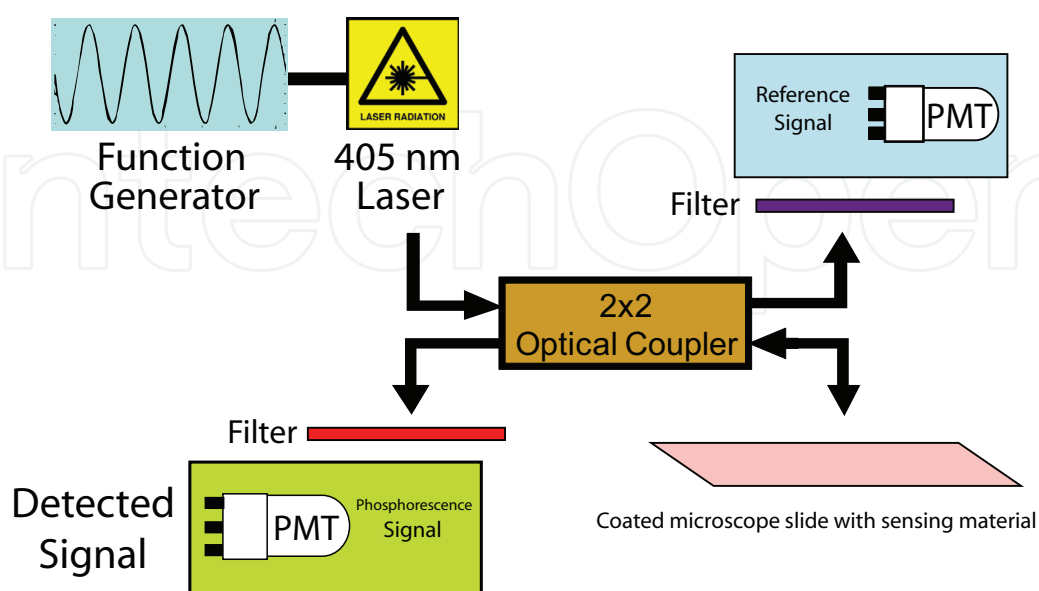 LASER RADIATION
Function
Generator
405 nm
Laser
Reference
Signal
PMT
Filter
2x2
Optical Coupler
Filter
Detected
Signal
PMT
Phosphorescence
Signal
Coated microscope slide with sensing material
ntechOpen